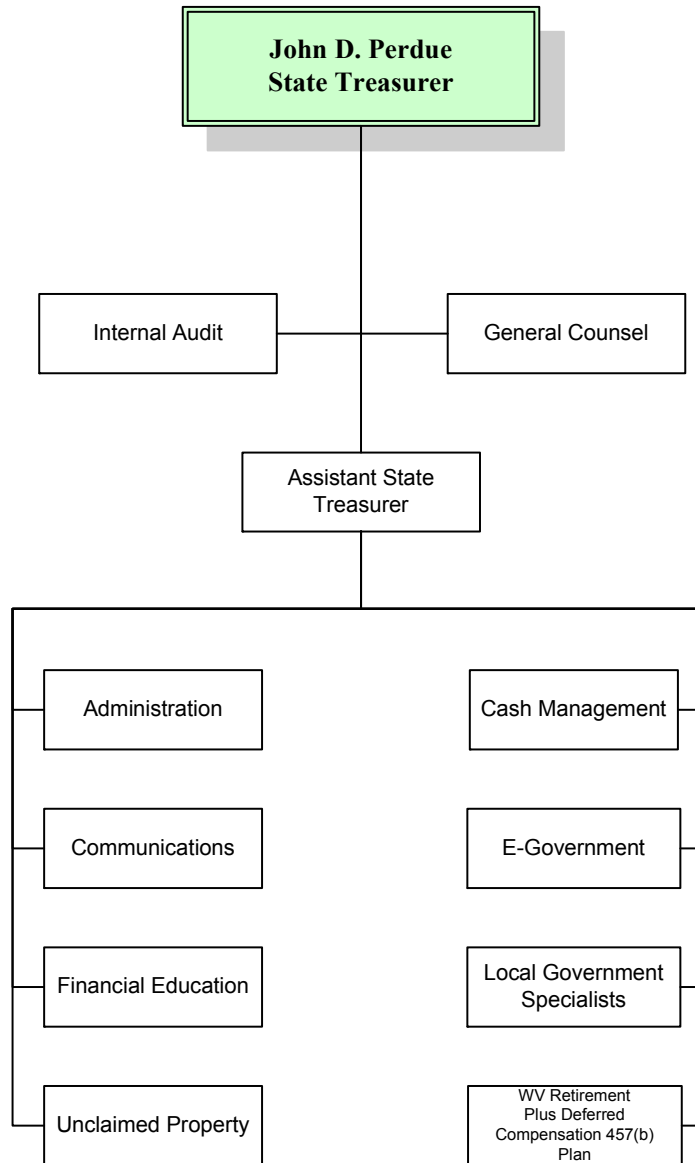 John D. Perdue
State Treasurer
Internal Audit
General Counsel
Assistant State
Treasurer
Administration
Cash Management
Communications
E-Government
Financial Education
Local Government
Specialists
Unclaimed Property
WV Retirement
Plus Deferred
Compensation 457(b)
Plan